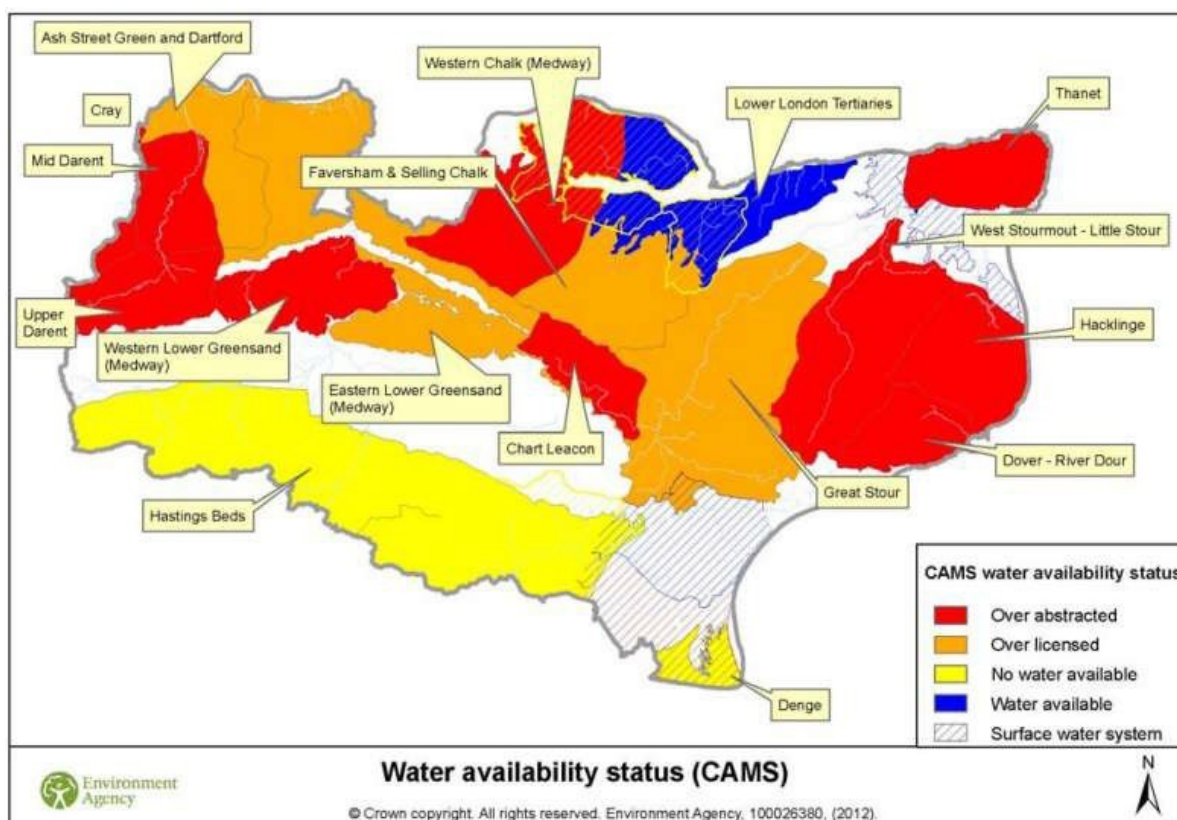 Ash Street Green and Dartford
Western Chalk (Medway)
Lower London Tertiaries
Thanet
Cray
Mid Darent
Faversham & Selling Chalk
West Stourmout - Little Stour
Upper
Darent
Western Lower Greensand
(Medway)
Hacklinge
Eastern Lower Greensand
(Medway)
Chart Leacon
Dover - River Dour
Great Stour
Hastings Beds
Denge
CAMS water availability status
Over abstracted
Over licensed
No water available
Water available
Surface water system
Environment
Agency
Water availability status (CAMS)
© Crown copyright. All rights reserved. Environment Agency, 100026380, (2012).
N